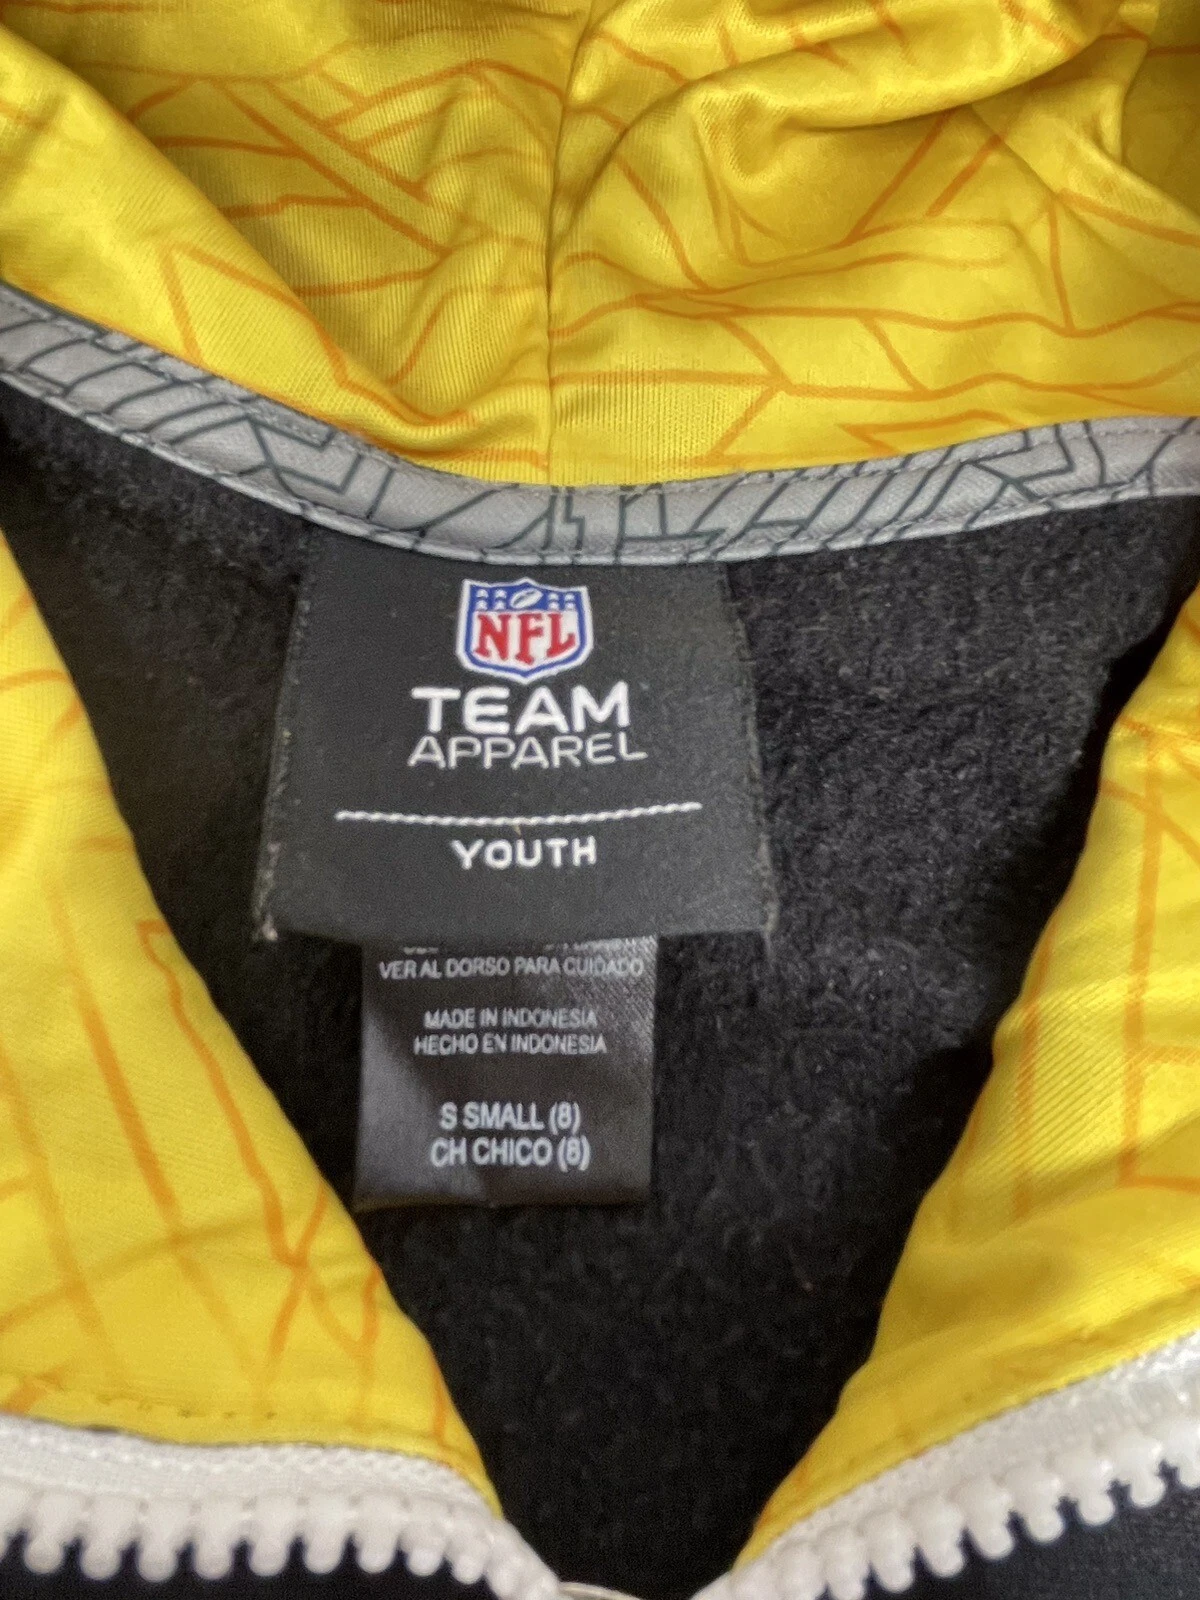 NFL
TEAM
APPAREL
YOUTH
VER AL DORSO PARA CUIDADO
MADE IN INDONESIA
HECHO EN INDONESIA
S SMALL (8)
CH CHICO (8)